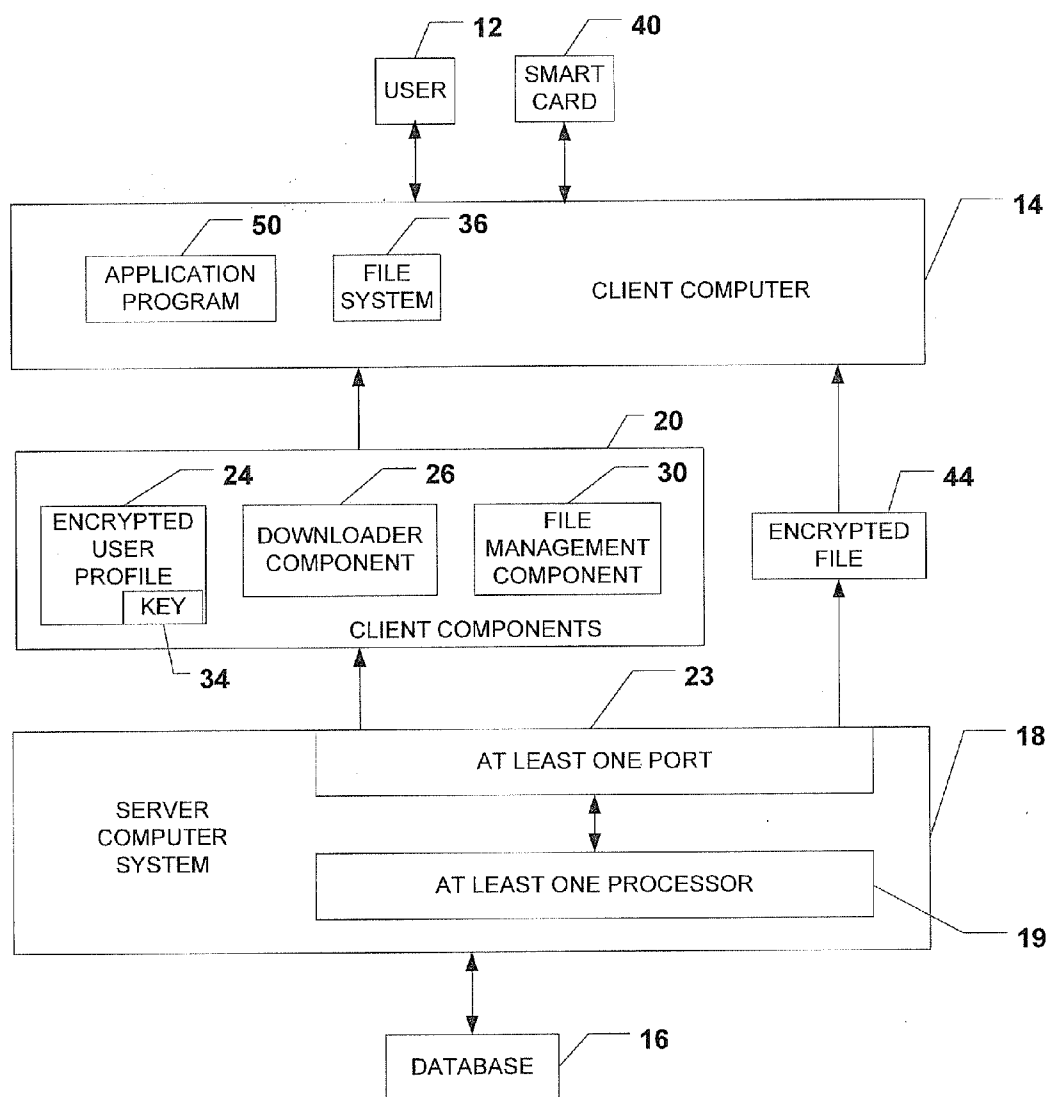 12
40
USER
SMART
CARD
14
50
36
APPLICATION
PROGRAM
FILE
SYSTEM
CLIENT COMPUTER
20
24
26
30
44
ENCRYPTED
USER
PROFILE
KEY
DOWNLOADER
COMPONENT
FILE
MANAGEMENT
COMPONENT
ENCRYPTED
FILE
CLIENT COMPONENTS
34
23
18
AT LEAST ONE PORT
SERVER
COMPUTER
SYSTEM
AT LEAST ONE PROCESSOR
19
16
DATABASE